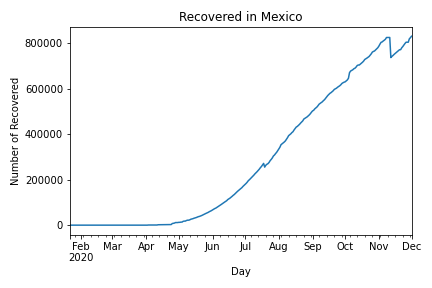 Recovered in Mexico
Number of Recovered
800000
600000
400000
200000
0
Feb Mar Apr May Jun Jul Aug Sep Oct Nov Dec
2020
Day